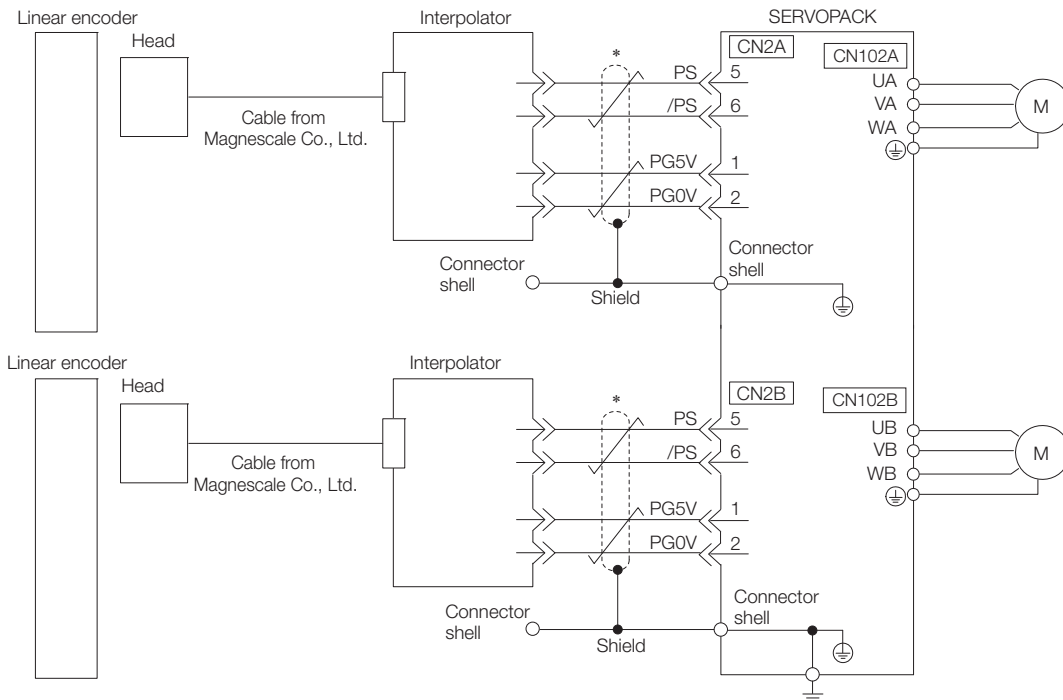 Linear encoder
Head
Cable from
Magnescale Co., Ltd.
Interpolator
*
PS
/PS
PG5V
PG0V
Connector
shell
Shield
SERVOPACK
CN2A
5
6
1
2
Connector
shell
CN102A
UA
VA
WA
M
Linear encoder
Head
Cable from
Magnescale Co., Ltd.
Interpolator
*
PS
/PS
PG5V
PG0V
Connector
shell
Shield
CN2B
5
6
1
2
Connector
shell
CN102B
UB
VB
WB
M